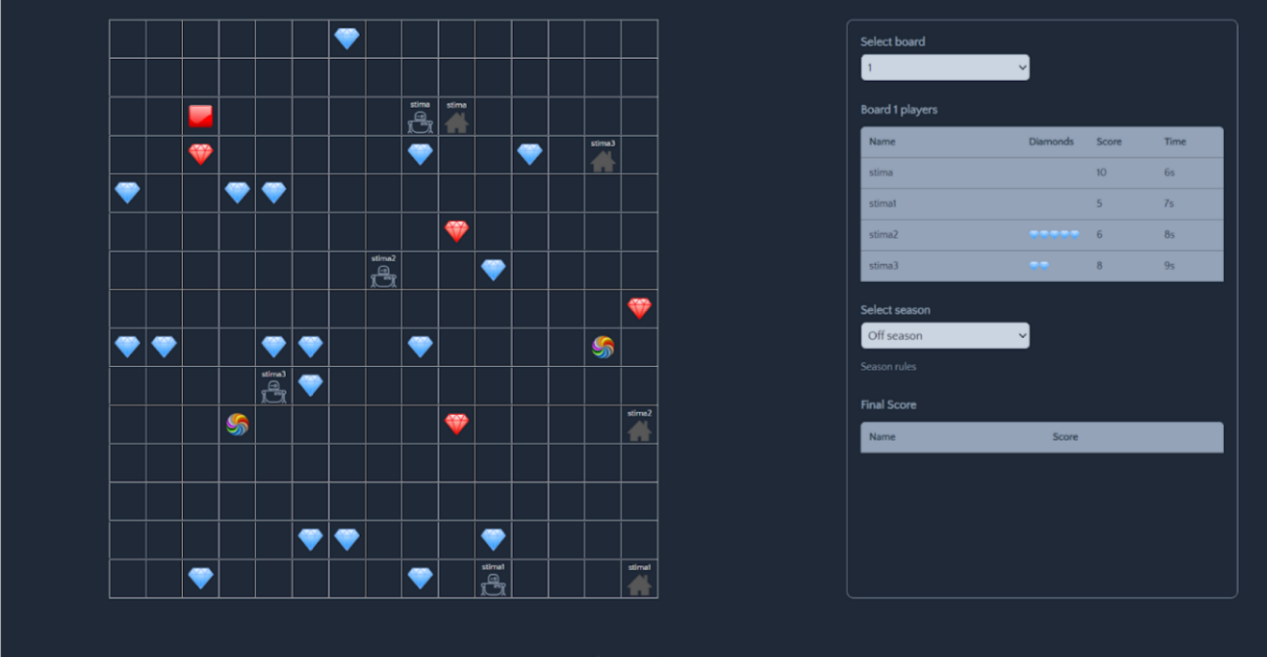 stima stima
stima3
stima2
stima3
stima2
stima1 stima1
Select board
1
Board 1 players
Name Diamonds Score Time
stima 10 6s
stima1 5 7s
stima2 6 8s
stima3 8 9s
Select season
Off season
Season rules
Final Score
Name Score